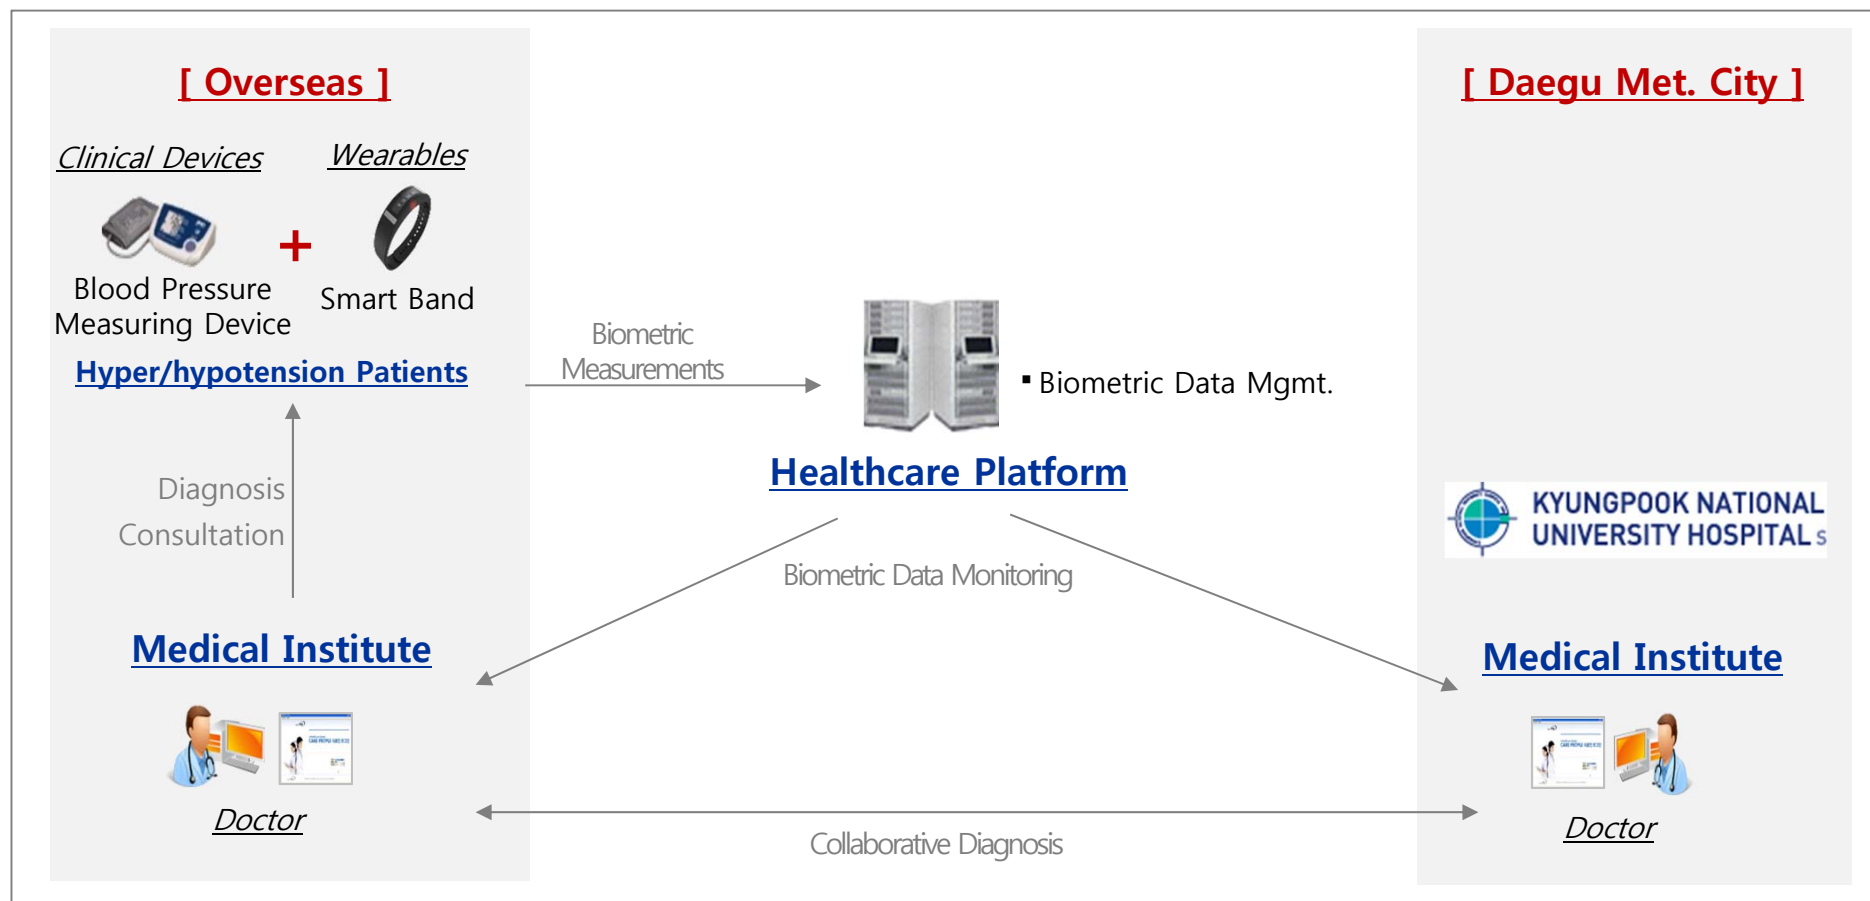 [ Overseas ]
[ Daegu Met. City ]
Clinical Devices
Wearables
+
Blood Pressure
Measuring Device
Smart Band
Hyper/hypotension Patients
Biometric
Measurements
▪ Biometric Data Mgmt.
Healthcare Platform
Diagnosis
Consultation
KYUNGPOOK NATIONAL
UNIVERSITY HOSPITAL S
Biometric Data Monitoring
Medical Institute
Medical Institute
Doctor
Doctor
Collaborative Diagnosis